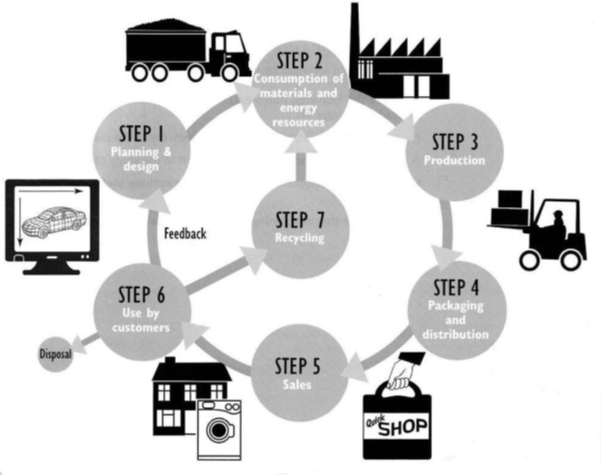 STEP 1
Planning &
design
STEP 2
Consumption of
materials and
energy
resources
STEP 3
Production
STEP 4
Packaging
and
distribution
STEP 5
Sales
STEP 6
Use by
customers
STEP 7
Recycling
Feedback
Disposal
Quick
SHOP